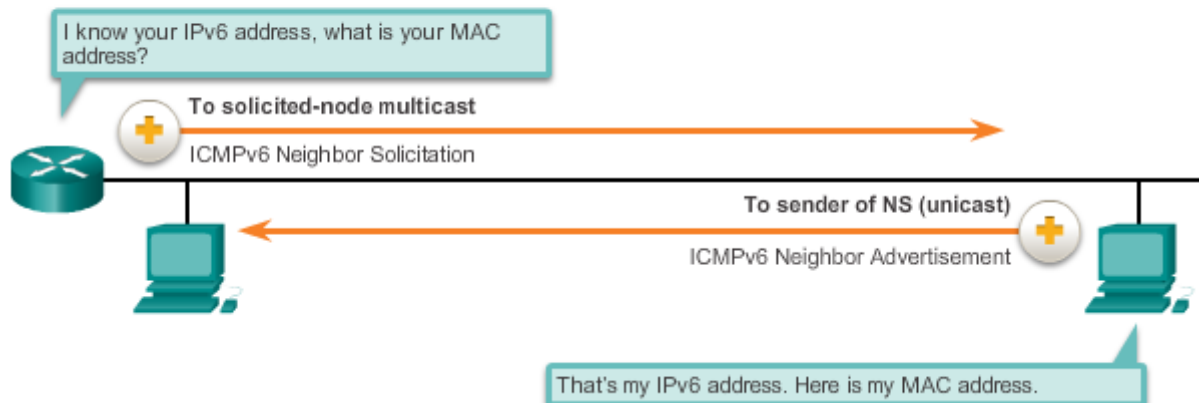 I know your IPv6 address, what is your MAC
address?
To solicited-node multicast
ICMPv6 Neighbor Solicitation
To sender of NS (unicast)
ICMPv6 Neighbor Advertisement
That's my IPv6 address. Here is my MAC address.